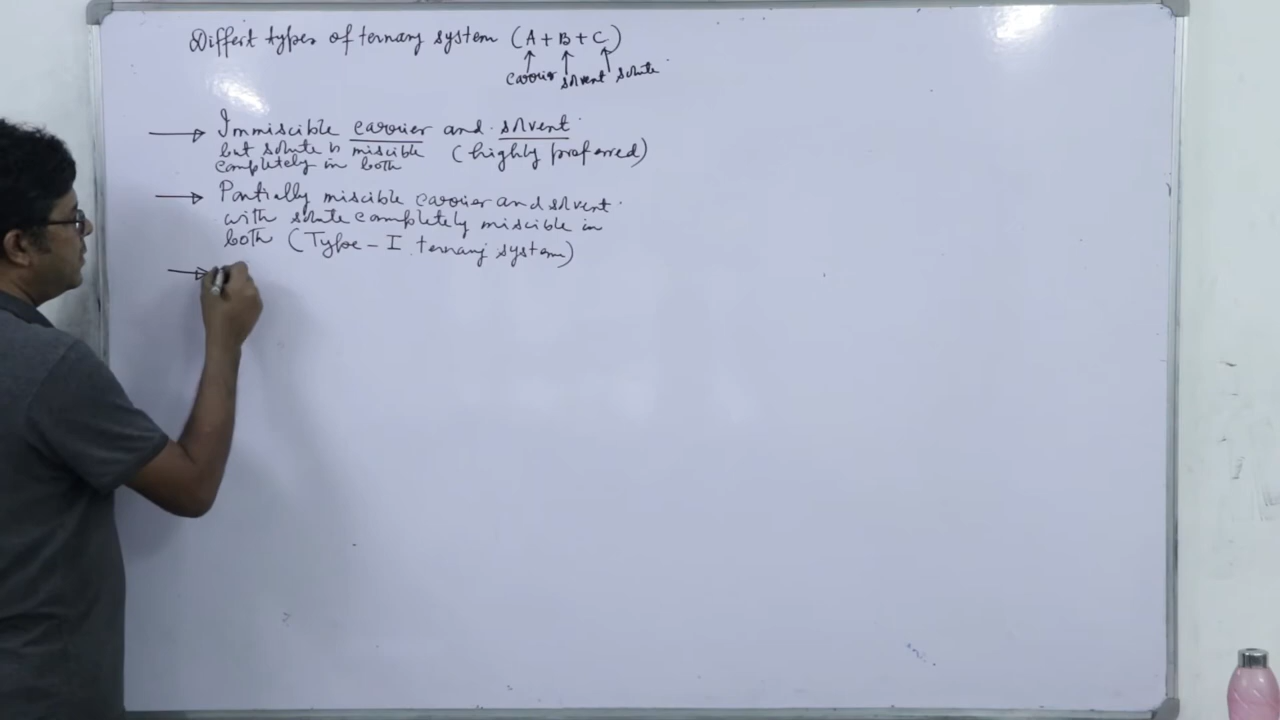 Differt types of ternary system (A + B + C)
carrier solvent solute
Immiscible carrier and solvent
but solute is miscible (highly preferred)
completely in both
Partially miscible carrier and solvent
with solute completely miscible in
both (Type - I ternary system)